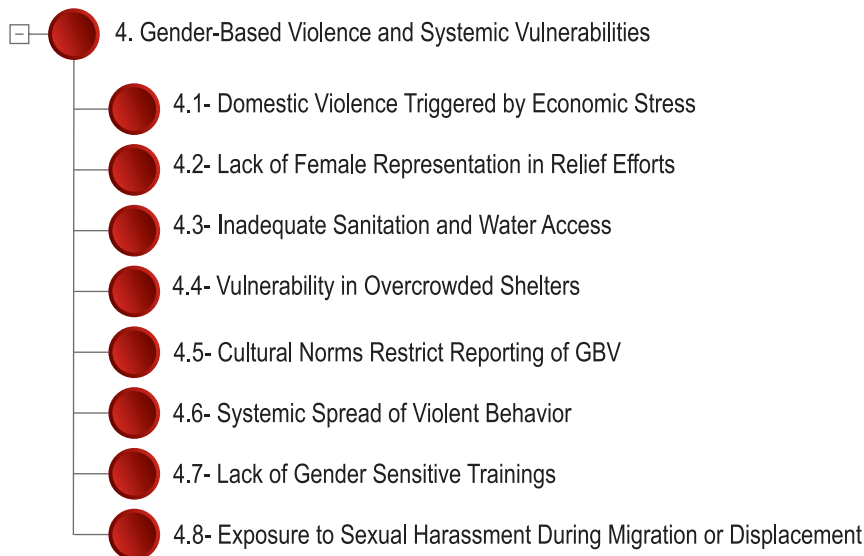 4. Gender-Based Violence and Systemic Vulnerabilities
4.1- Domestic Violence Triggered by Economic Stress
4.2- Lack of Female Representation in Relief Efforts
4.3- Inadequate Sanitation and Water Access
4.4- Vulnerability in Overcrowded Shelters
4.5- Cultural Norms Restrict Reporting of GBV
4.6- Systemic Spread of Violent Behavior
4.7- Lack of Gender Sensitive Trainings
4.8- Exposure to Sexual Harassment During Migration or Displacement